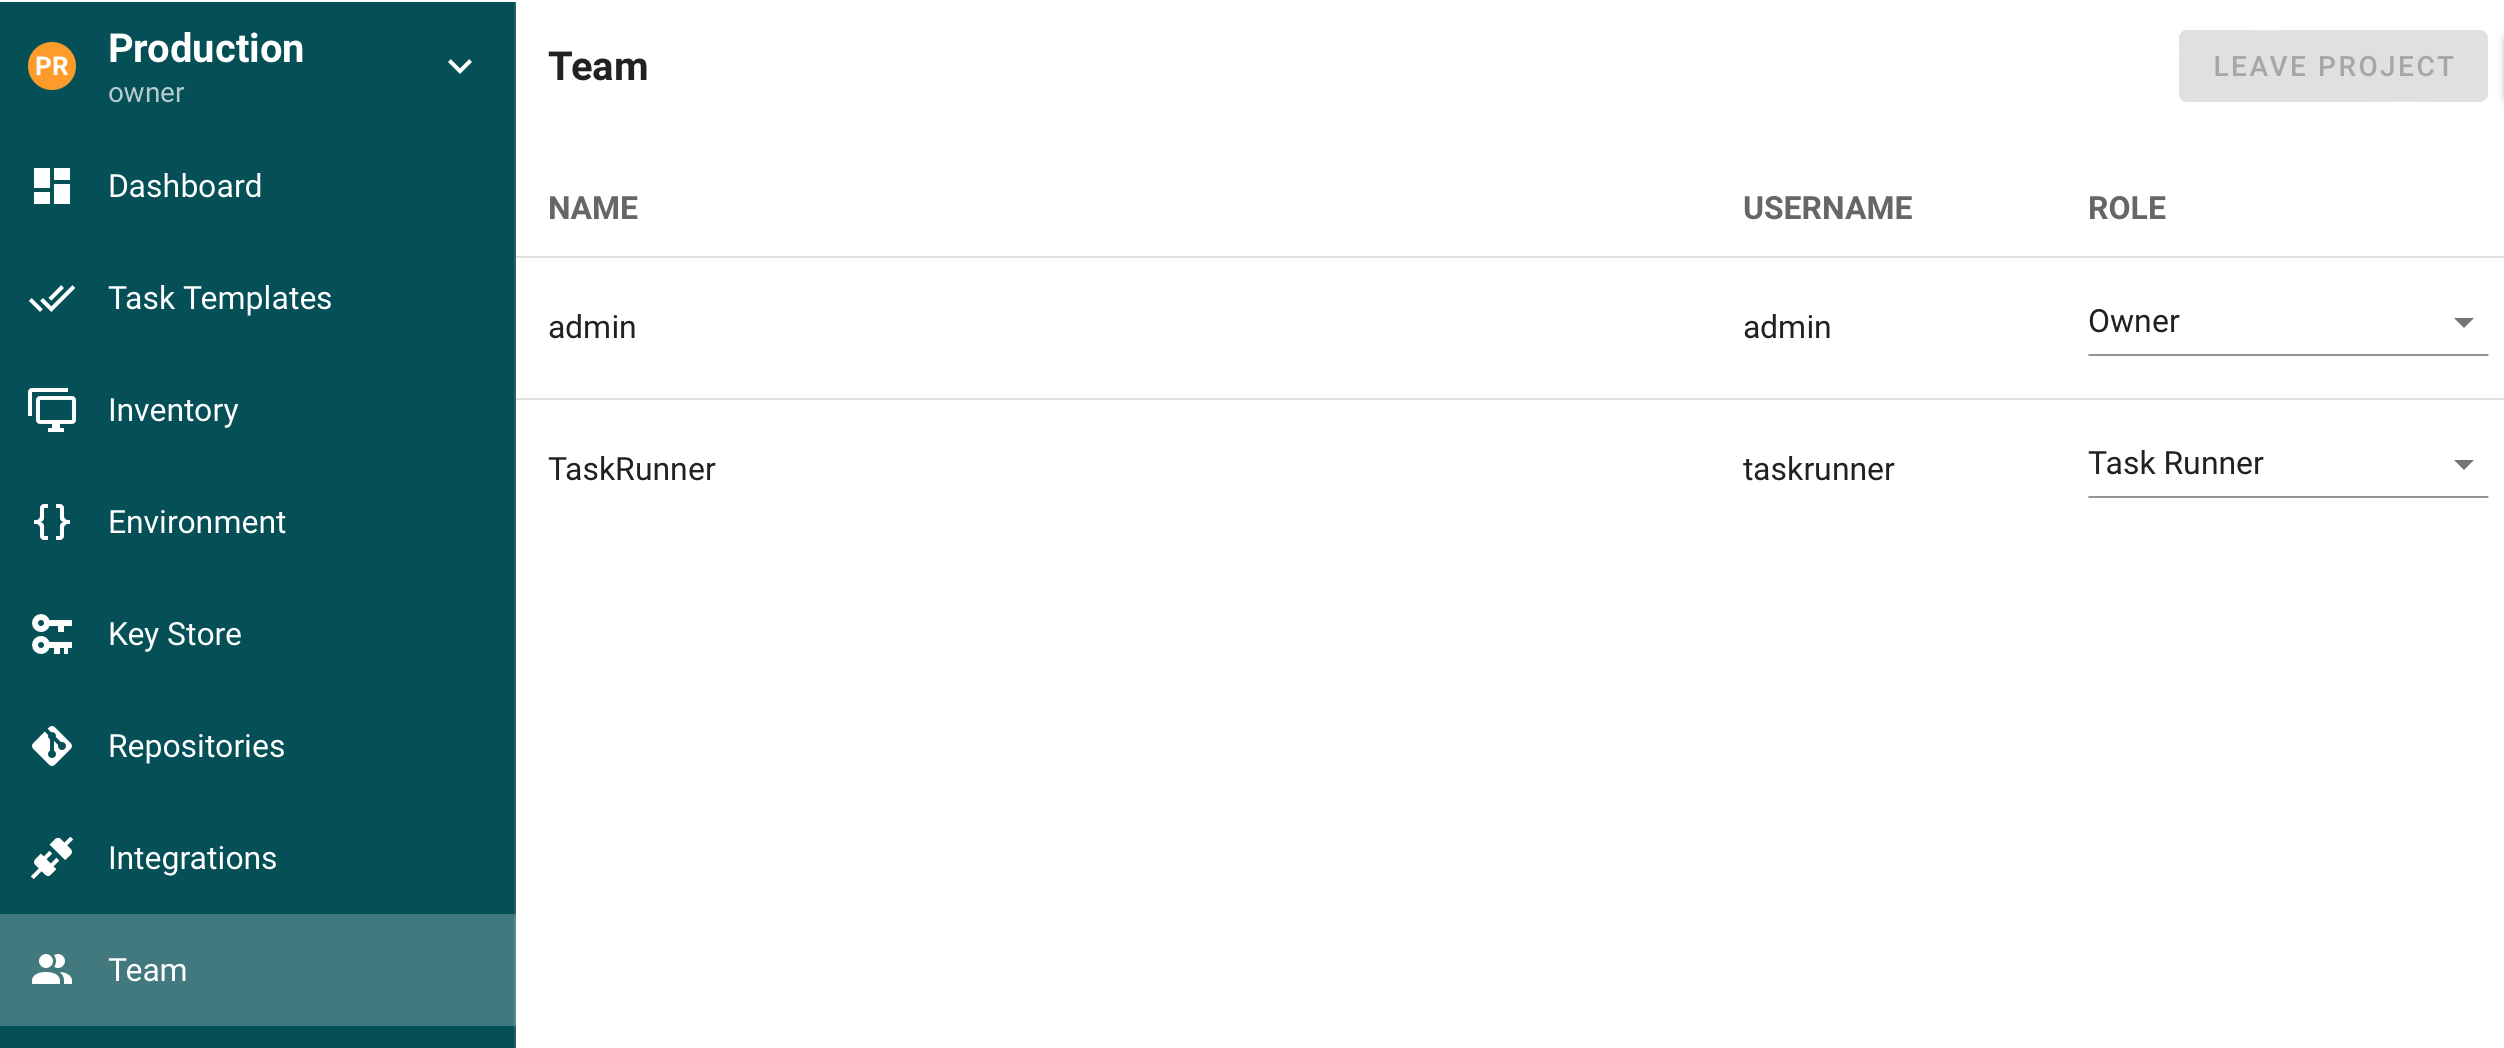 PR
Production
owner
Dashboard
Task Templates
Inventory
Environment
Key Store
Repositories
Integrations
Team
Team
LEAVE PROJECT
NAME USERNAME ROLE
admin admin Owner
TaskRunner taskrunner Task Runner